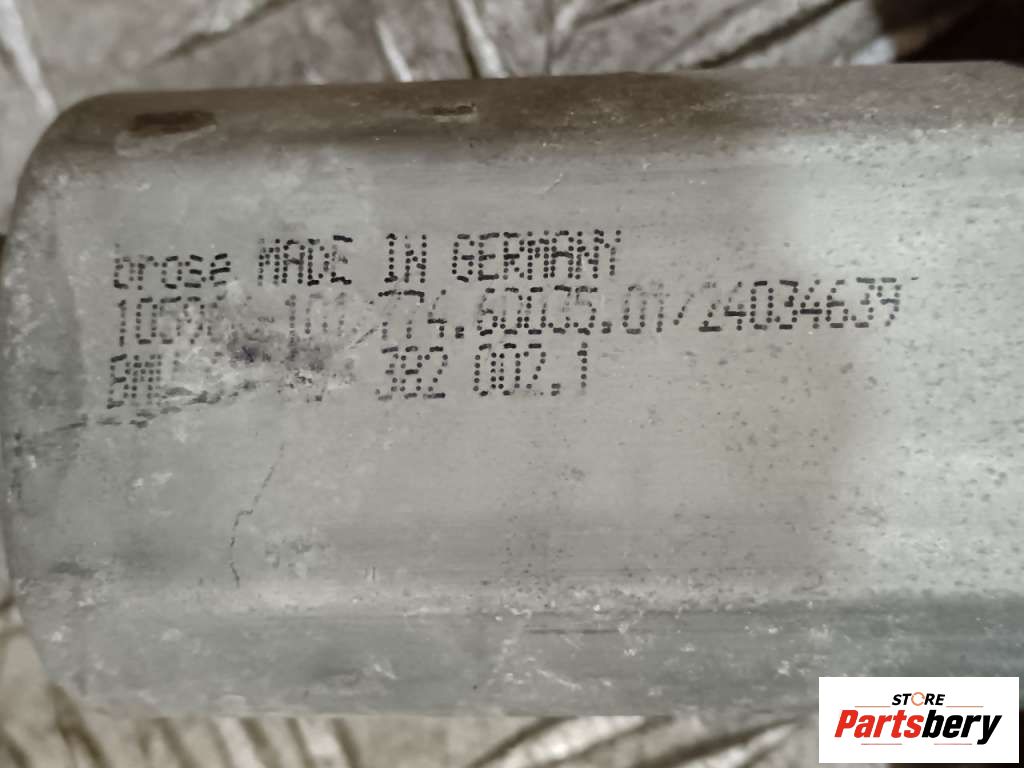 brose MADE IN GERMANY
774.60035.01/24034639
382 002.1
STORE
Partsbery